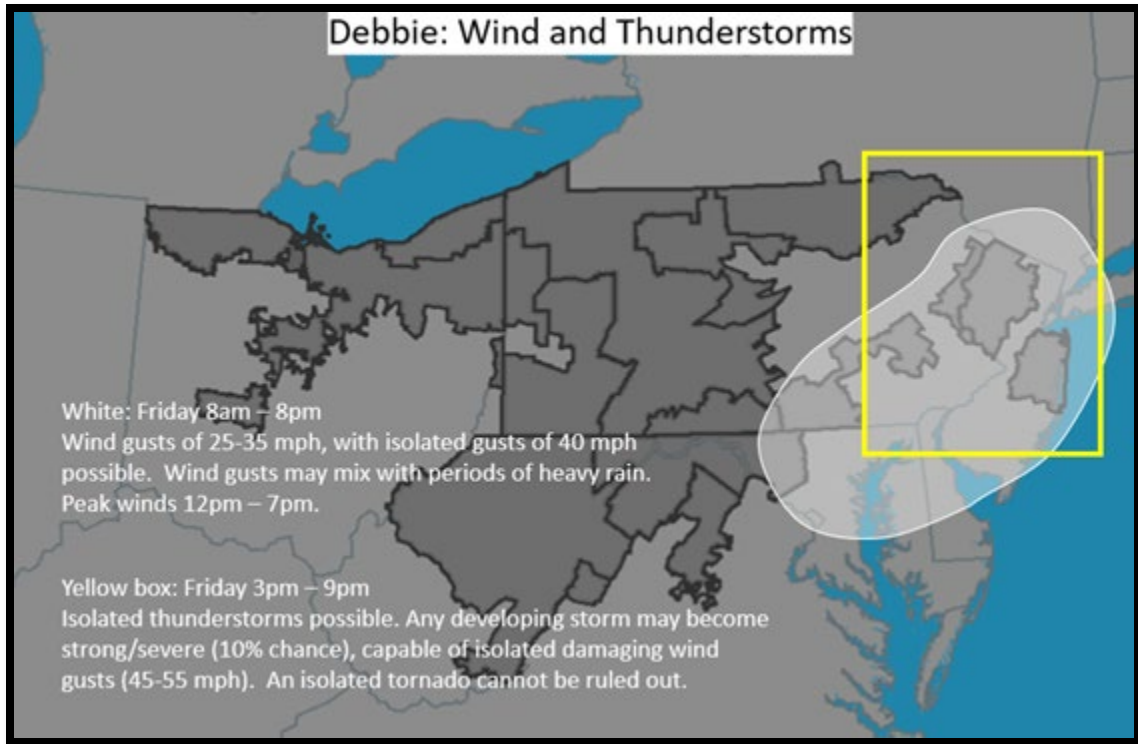 Debbie: Wind and Thunderstorms
White: Friday 8am – 8pm
Wind gusts of 25-35 mph, with isolated gusts of 40 mph
possible.  Wind gusts may mix with periods of heavy rain.
Peak winds 12pm – 7pm.
Yellow box: Friday 3pm – 9pm
Isolated thunderstorms possible. Any developing storm may become
strong/severe (10% chance), capable of isolated damaging wind
gusts (45-55 mph).  An isolated tornado cannot be ruled out.